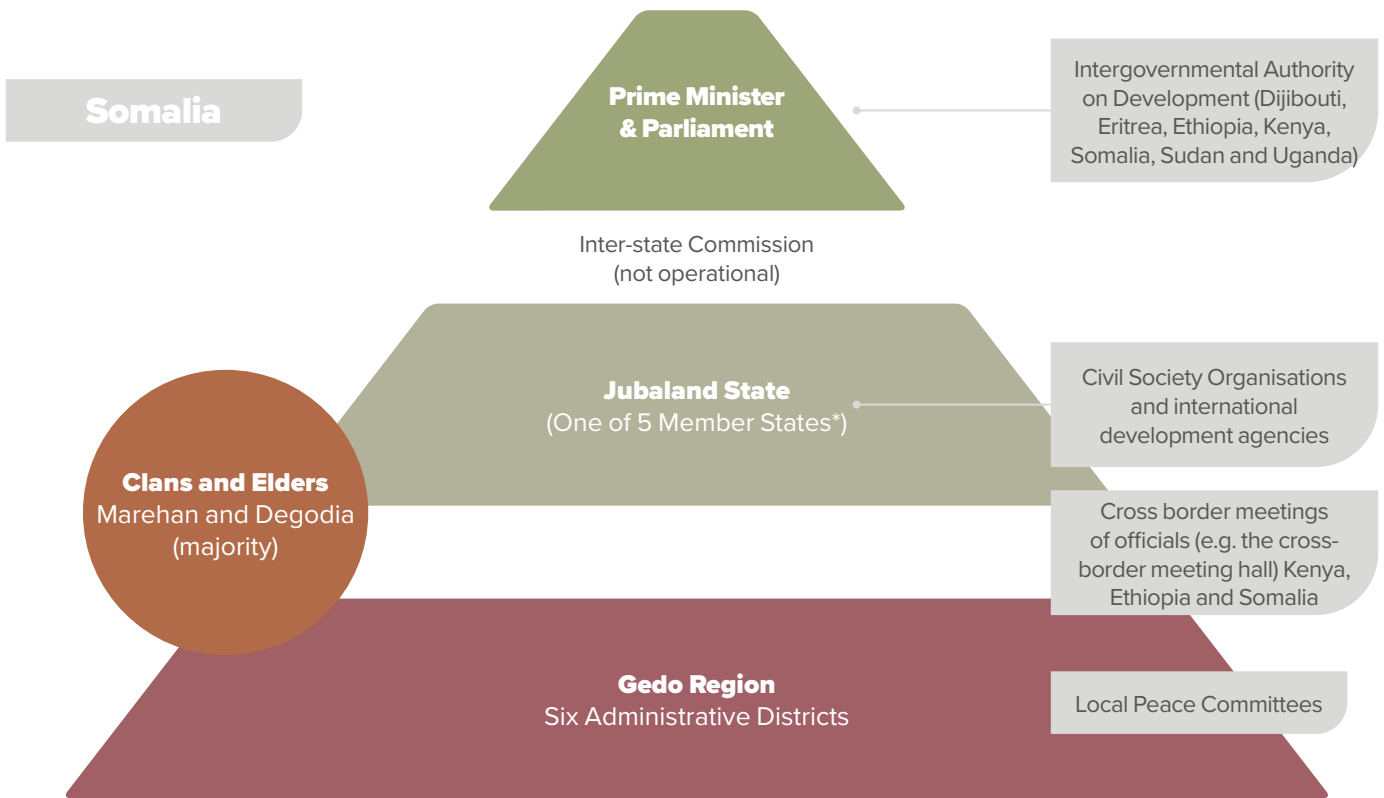 Somalia
Prime Minister
& Parliament
Intergovernmental Authority
on Development (Dijibouti,
Eritrea, Ethiopia, Kenya,
Somalia, Sudan and Uganda)
Inter-state Commission
(not operational)
Jubaland State
(One of 5 Member States*)
Civil Society Organisations
and international
development agencies
Clans and Elders
Marehan and Degodia
(majority)
Cross border meetings
of officials (e.g. the cross-
border meeting hall) Kenya,
Ethiopia and Somalia
Gedo Region
Six Administrative Districts
Local Peace Committees